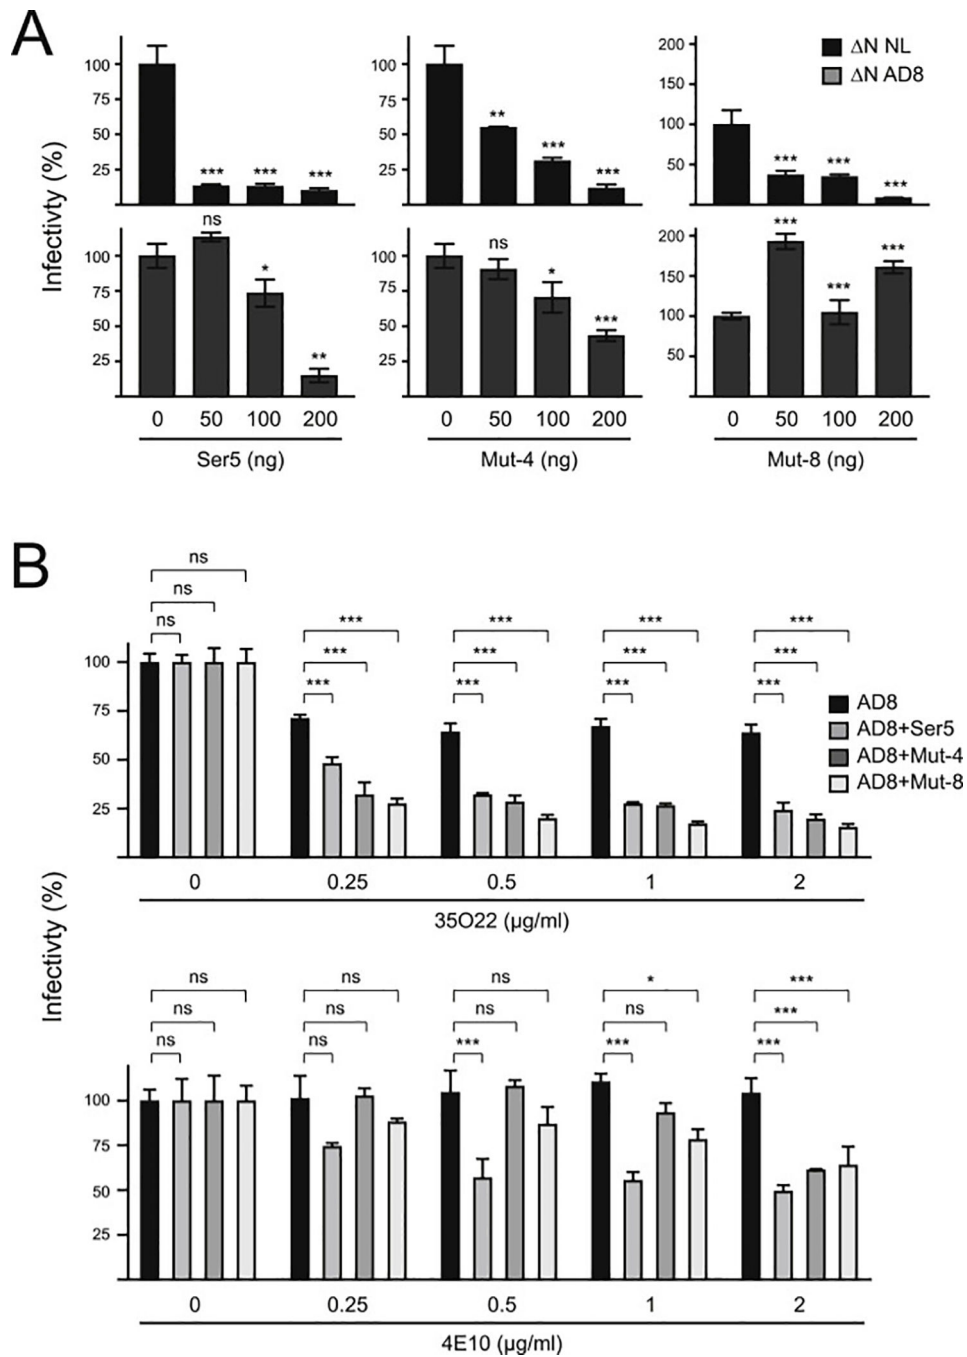 A
ΔN NL
ΔN AD8
Infectivty (%)
100
75
50
25
***
***
***
100
75
50
25
**
***
***
200
150
100
50
***
***
***
100
75
50
25
ns
*
**
100
75
50
25
ns
*
***
200
150
100
50
***
***
***
0 50 100 200
Ser5 (ng)
0 50 100 200
Mut-4 (ng)
0 50 100 200
Mut-8 (ng)
B
Infectivty (%)
ns
ns
ns
***
***
***
***
***
***
***
***
***
***
***
***
100
75
50
25
AD8
AD8+Ser5
AD8+Mut-4
AD8+Mut-8
0 0.25 0.5 1 2
35O22 (µg/ml)
ns ns ns * ***
ns ns ns ns ***
ns ns *** *** ***
100
75
50
25
0 0.25 0.5 1 2
4E10 (µg/ml)